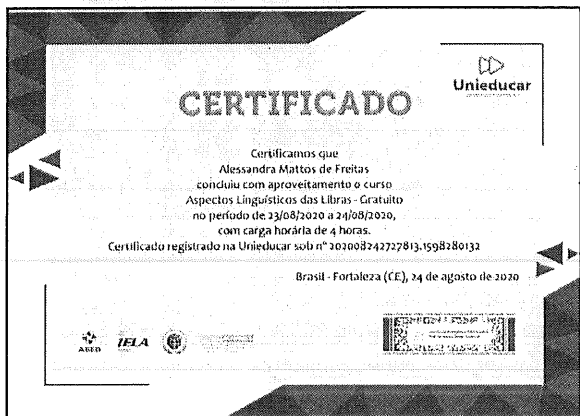 Unieducar
CERTIFICADO
Certificamos que
Alessandra Mattos de Freitas
concluiu com aproveitamento o curso
Aspectos Linguísticos das Libras - Gratuito
no período de 23/08/2020 a 24/08/2020,
com carga horária de 4 horas.
Certificado registrado na Unieducar sob nº 202008242727813.1598280132
Brasil - Fortaleza (CE), 24 de agosto de 2020
ABED
IELA